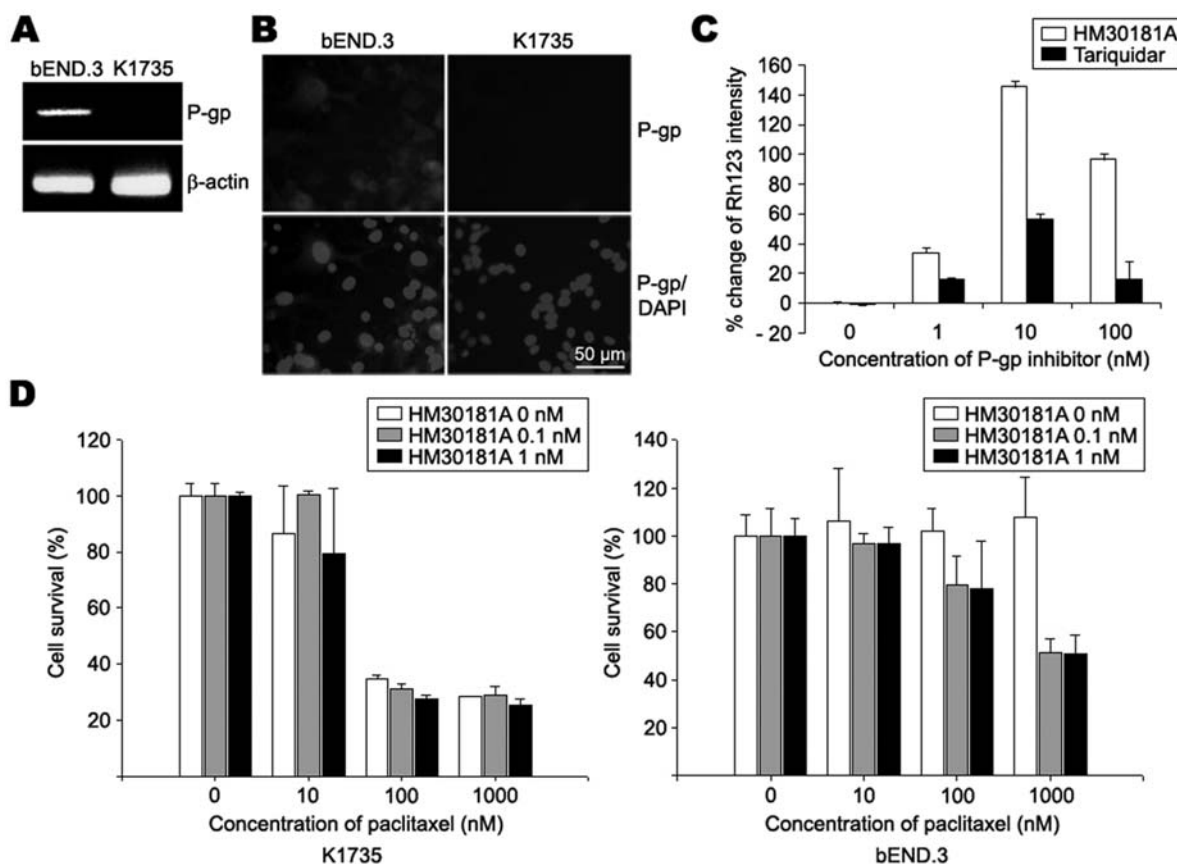 A
bEND.3 K1735
P-gp
β-actin
B
bEND.3 K1735
P-gp
P-gp/
DAPI
50 µm
C
HM30181A
Tariquidar
% change of Rh123 intensity
160
140
120
100
80
60
40
20
0
- 20
0 1 10 100
Concentration of P-gp inhibitor (nM)
D
HM30181A 0 nM
HM30181A 0.1 nM
HM30181A 1 nM
Cell survival (%)
120
100
80
60
40
20
0 10 100 1000
Concentration of paclitaxel (nM)
K1735
HM30181A 0 nM
HM30181A 0.1 nM
HM30181A 1 nM
Cell survival (%)
140
120
100
80
60
40
20
0 10 100 1000
Concentration of paclitaxel (nM)
bEND.3